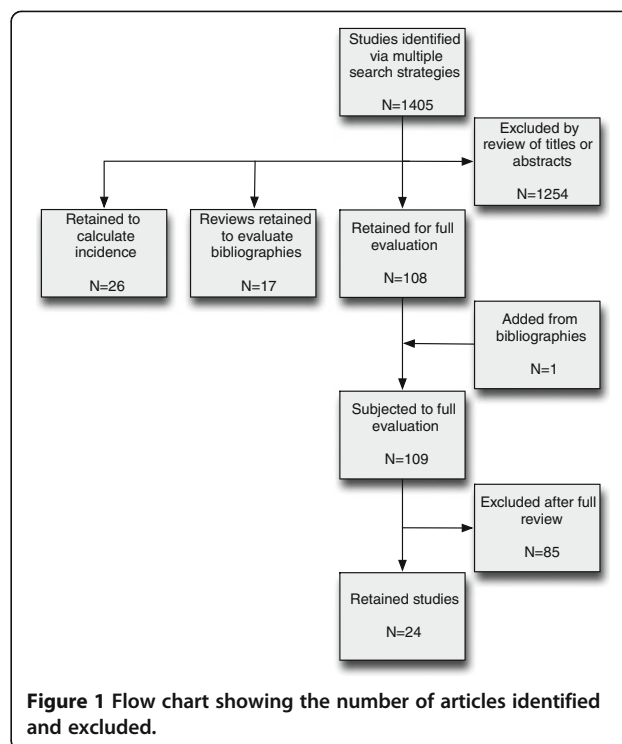 Studies identified
via multiple
search strategies
N=1405
Excluded by
review of titles or
abstracts
N=1254
Retained to
calculate
incidence
N=26
Reviews retained
to evaluate
bibliographies
N=17
Retained for full
evaluation
N=108
Added from
bibliographies
N=1
Subjected to full
evaluation
N=109
Excluded after full
review
N=85
Retained studies
N=24
Figure 1 Flow chart showing the number of articles identified
and excluded.